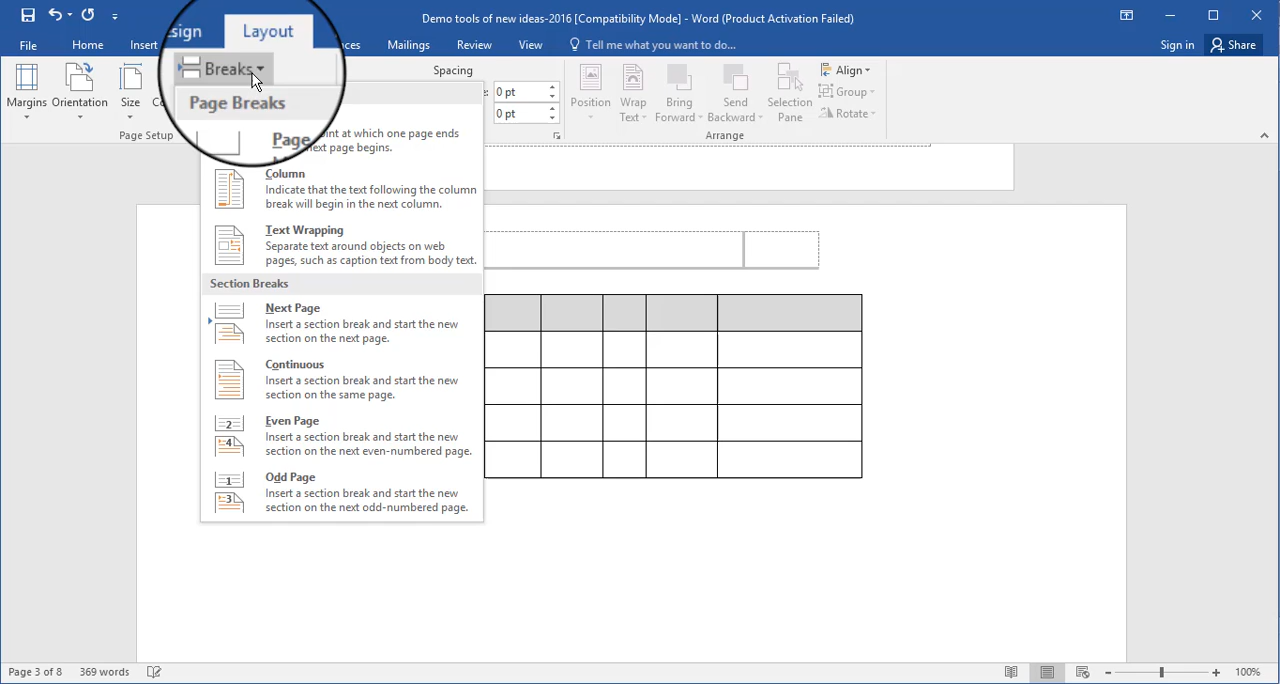 Demo tools of new ideas-2016 [Compatibility Mode] - Word (Product Activation Failed)
File
Home
Insert
sign
Layout
ces
Mailings
Review
View
Tell me what you want to do...
Sign in
Share
Margins
Orientation
Size
Page Setup
Breaks
Page Breaks
Spacing
0 pt
0 pt
Position
Wrap
Text
Bring
Forward
Send
Backward
Selection
Pane
Align
Group
Rotate
Arrange
Page
int at which one page ends
next page begins.
Column
Indicate that the text following the column
break will begin in the next column.
Text Wrapping
Separate text around objects on web
pages, such as caption text from body text.
Section Breaks
Next Page
Insert a section break and start the new
section on the next page.
Continuous
Insert a section break and start the new
section on the same page.
2
4
Even Page
Insert a section break and start the new
section on the next even-numbered page.
1
3
Odd Page
Insert a section break and start the new
section on the next odd-numbered page.
Page 3 of 8
369 words
100%